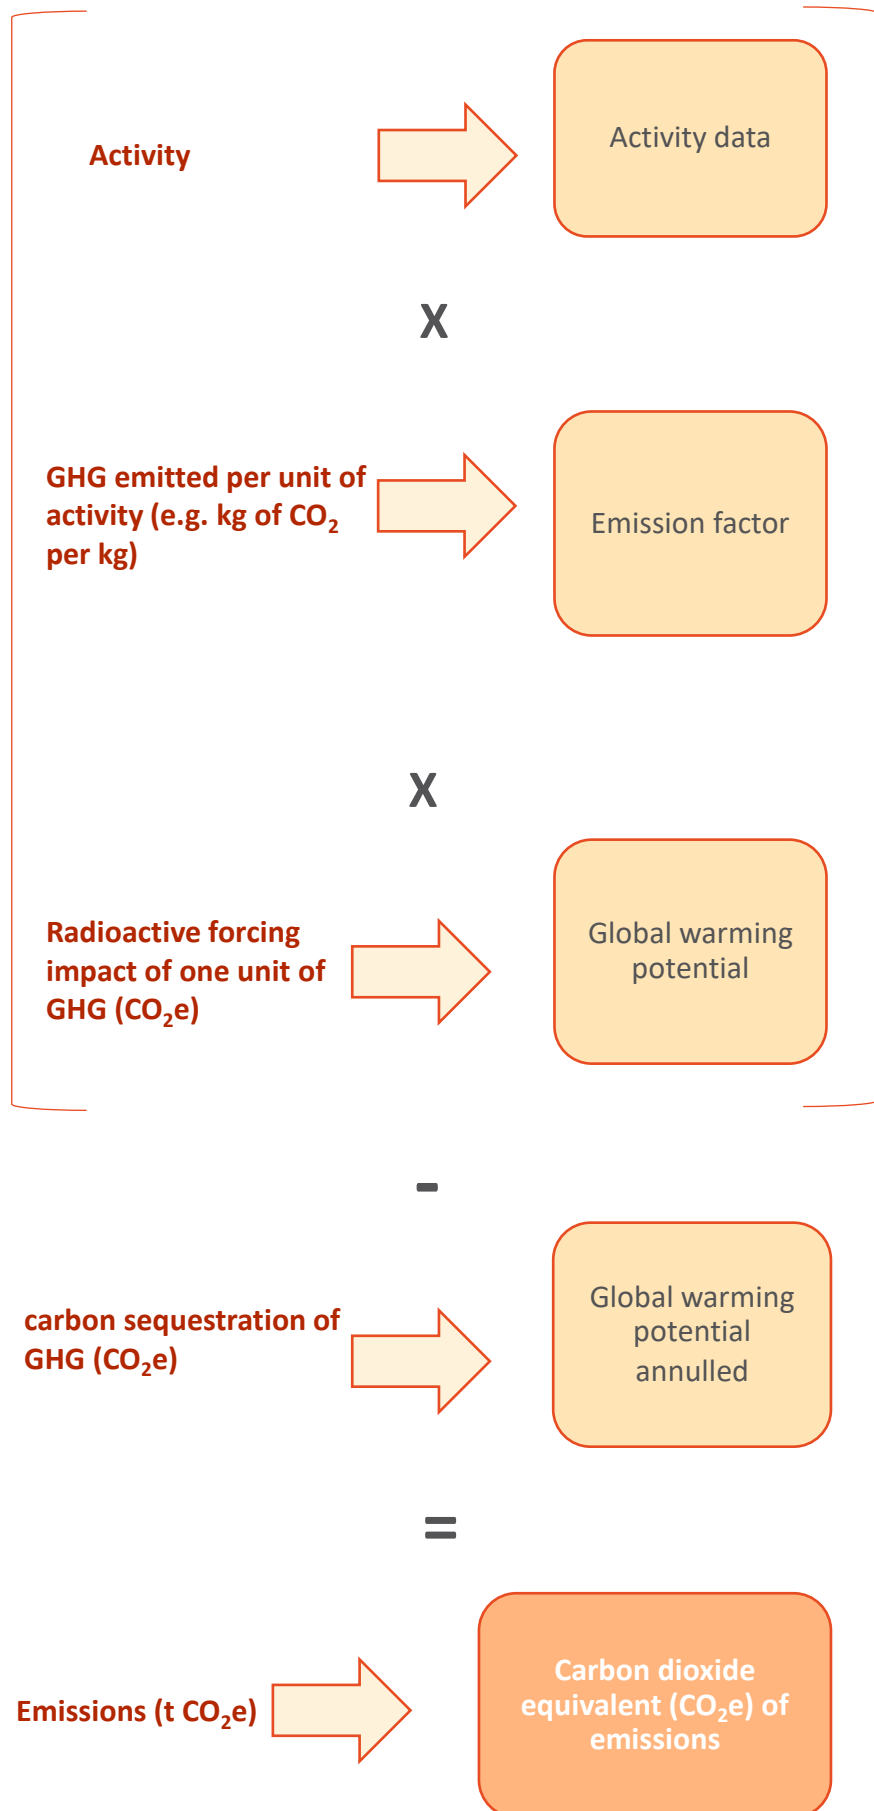 Activity
Activity data
X
GHG emitted per unit of
activity (e.g. kg of CO₂
per kg)
Emission factor
X
Radioactive forcing
impact of one unit of
GHG (CO₂e)
Global warming
potential
-
carbon sequestration of
GHG (CO₂e)
Global warming
potential
annulled
=
Emissions (t CO₂e)
Carbon dioxide
equivalent (CO₂e) of
emissions